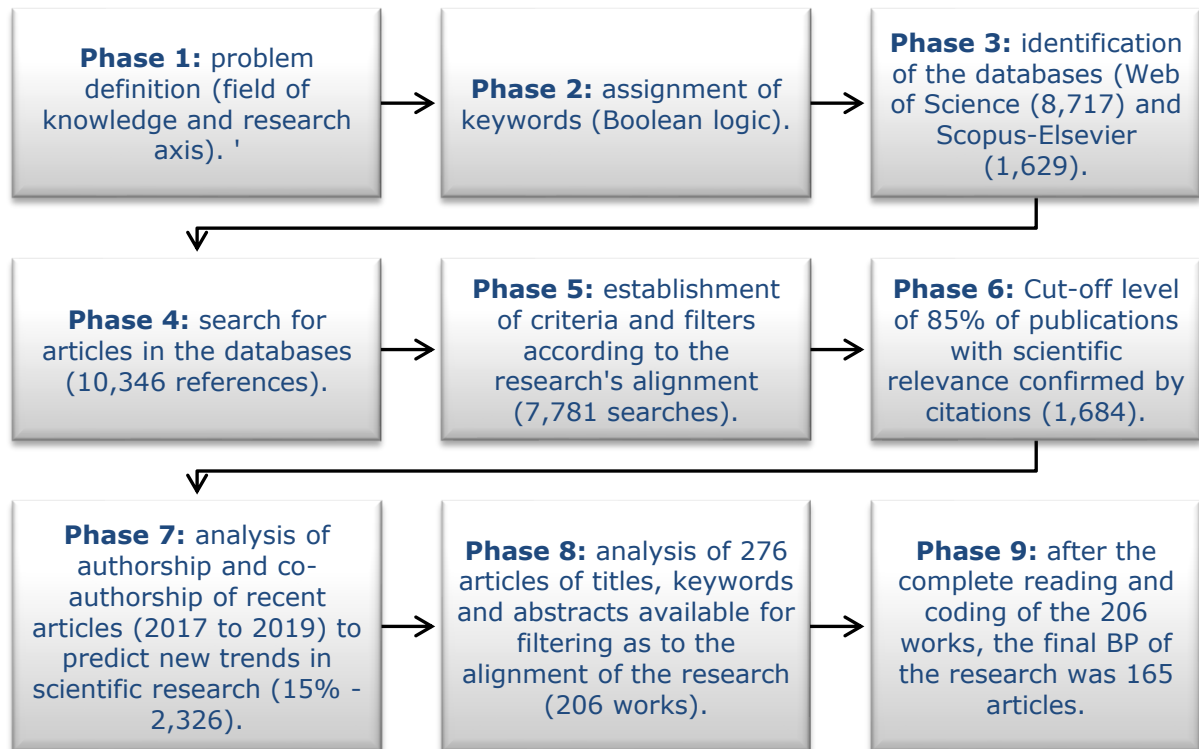 Phase 1: problem
definition (field of
knowledge and research
axis). '
Phase 2: assignment of
keywords (Boolean logic).
Phase 3: identification
of the databases (Web
of Science (8,717) and
Scopus-Elsevier
(1,629).
Phase 4: search for
articles in the databases
(10,346 references).
Phase 5: establishment
of criteria and filters
according to the
research's alignment
(7,781 searches).
Phase 6: Cut-off level
of 85% of publications
with scientific
relevance confirmed by
citations (1,684).
Phase 7: analysis of
authorship and co-
authorship of recent
articles (2017 to 2019) to
predict new trends in
scientific research (15% -
2,326).
Phase 8: analysis of 276
articles of titles, keywords
and abstracts available for
filtering as to the
alignment of the research
(206 works).
Phase 9: after the
complete reading and
coding of the 206
works, the final BP of
the research was 165
articles.